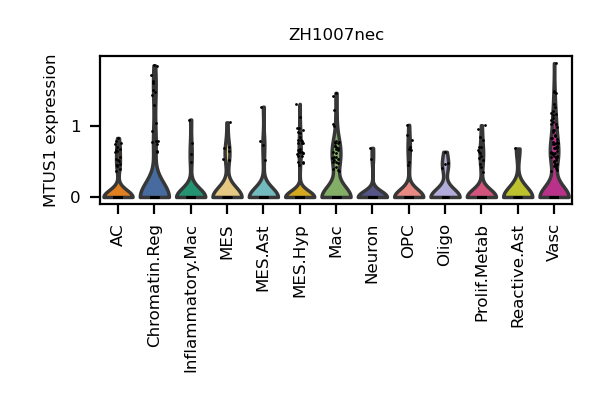 ZH1007nec
MTUS1 expression
1
0
AC
Chromatin.Reg
Inflammatory.Mac
MES
MES.Ast
MES.Hyp
Mac
Neuron
OPC
Oligo
Prolif.Metab
Reactive.Ast
Vasc